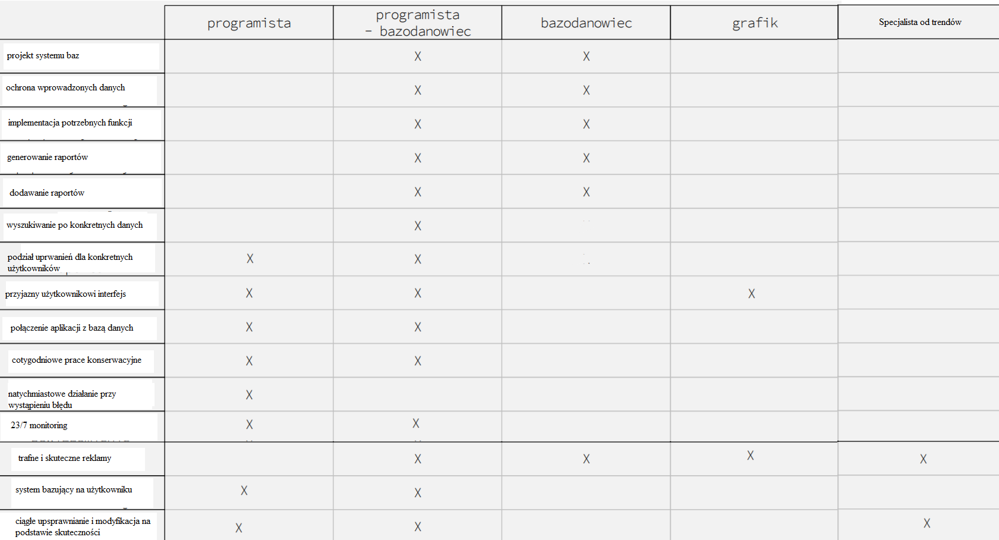 programista
programista
- bazodanowiec
bazodanowiec
grafik
Specjalista od trendów
projekt systemu baz
X X
ochrona wprowadzonych danych
X X
implementacja potrzebnych funkcji
X X
generowanie raportów
X X
dodawanie raportów
X X
wyszukiwanie po konkretnych danych
X
podział uprwanień dla konkretnych
użytkowników
X X
przyjazny użytkownikowi interfejs
X X X
połączenie aplikacji z bazą danych
X X
cotygodniowe prace konserwacyjne
X X
natychmiastowe działanie przy
wystąpieniu błędu
X
23/7 monitoring
X X
trafne i skuteczne reklamy
X X X X
system bazujący na użytkowniku
X X
ciągłe upsprawnianie i modyfikacja na
podstawie skuteczności
X X X